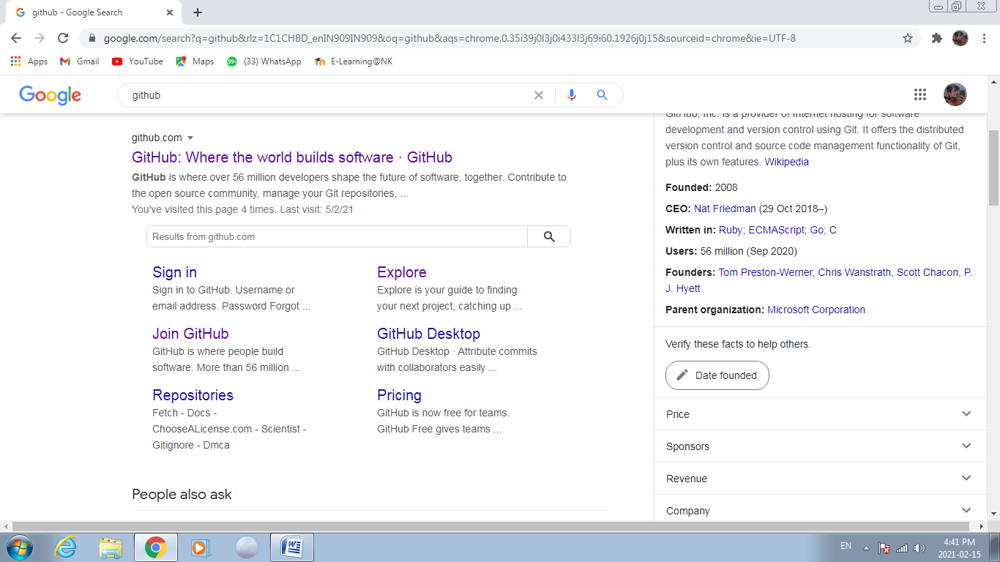 github - Google Search
google.com/search?q=github&rlz=1C1CHBD_enIN909IN909&oq=github&aqs=chrome.0.35i39j0l3j0i433l3j69i60.1926j0j15&sourceid=chrome&ie=UTF-8
Apps Gmail YouTube Maps 99+ (33) WhatsApp E-Learning@NK
Google github
github.com
GitHub: Where the world builds software · GitHub
GitHub is where over 56 million developers shape the future of software, together. Contribute to
the open source community, manage your Git repositories, ...
You've visited this page 4 times. Last visit: 5/2/21
Results from github.com
Sign in
Sign in to GitHub. Username or
email address. Password Forgot ...
Explore
Explore is your guide to finding
your next project, catching up ...
Join GitHub
GitHub is where people build
software. More than 56 million ...
GitHub Desktop
GitHub Desktop · Attribute commits
with collaborators easily ...
Repositories
Fetch - Docs -
ChooseALicense.com - Scientist -
Gitignore - Dmca
Pricing
GitHub is now free for teams.
GitHub Free gives teams ...
People also ask
GitHub, Inc. is a provider of Internet hosting for software
development and version control using Git. It offers the distributed
version control and source code management functionality of Git,
plus its own features. Wikipedia
Founded: 2008
CEO: Nat Friedman (29 Oct 2018–)
Written in: Ruby; ECMAScript; Go; C
Users: 56 million (Sep 2020)
Founders: Tom Preston-Werner, Chris Wanstrath, Scott Chacon, P.
J. Hyett
Parent organization: Microsoft Corporation
Verify these facts to help others.
Date founded
Price
Sponsors
Revenue
Company
EN
4:41 PM
2021-02-15